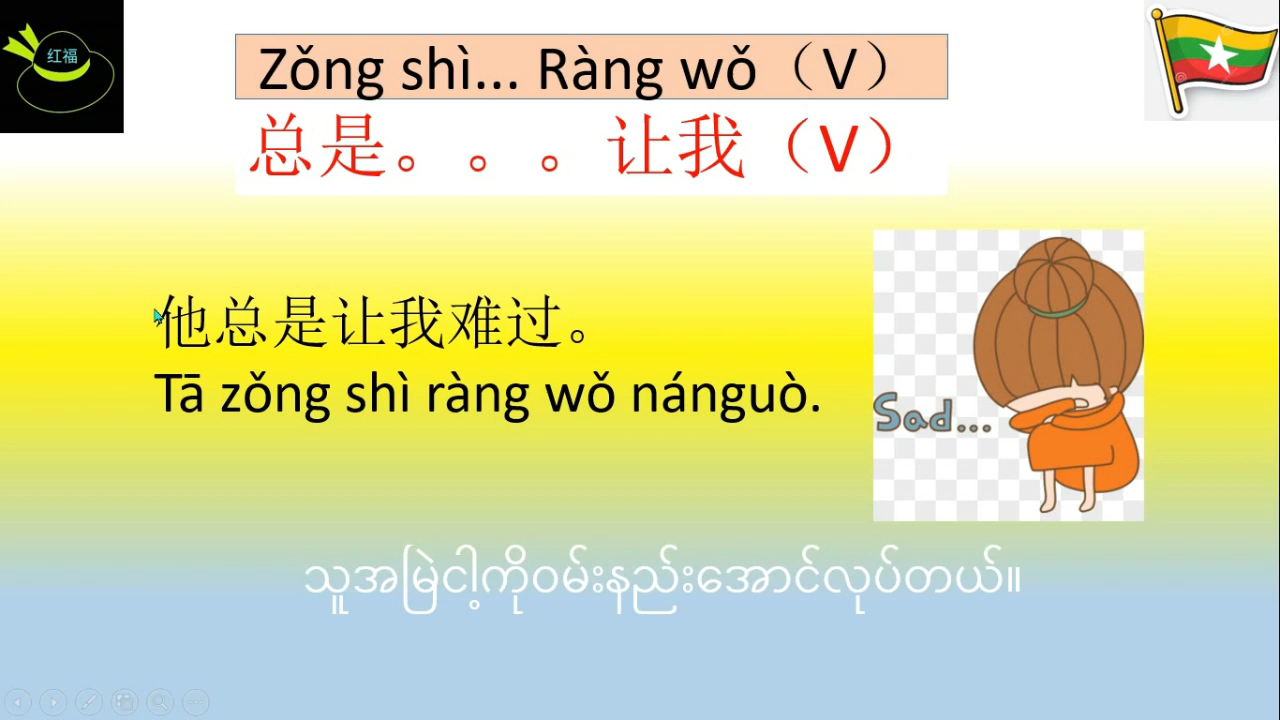 红福
Zǒng shì... Ràng wǒ（V）
总是。。。让我（V）
他总是让我难过。
Tā zǒng shì ràng wǒ nánguò.
Sad...
သူအမြဲငါ့ကိုဝမ်းနည်းအောင်လုပ်တယ်။